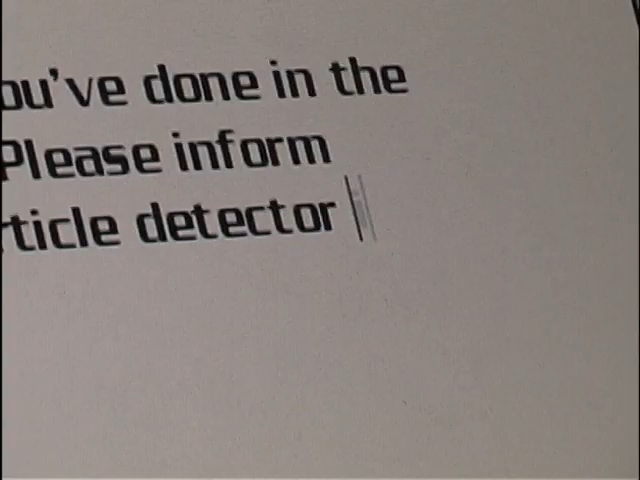 ou've done in the
Please inform
rticle detector